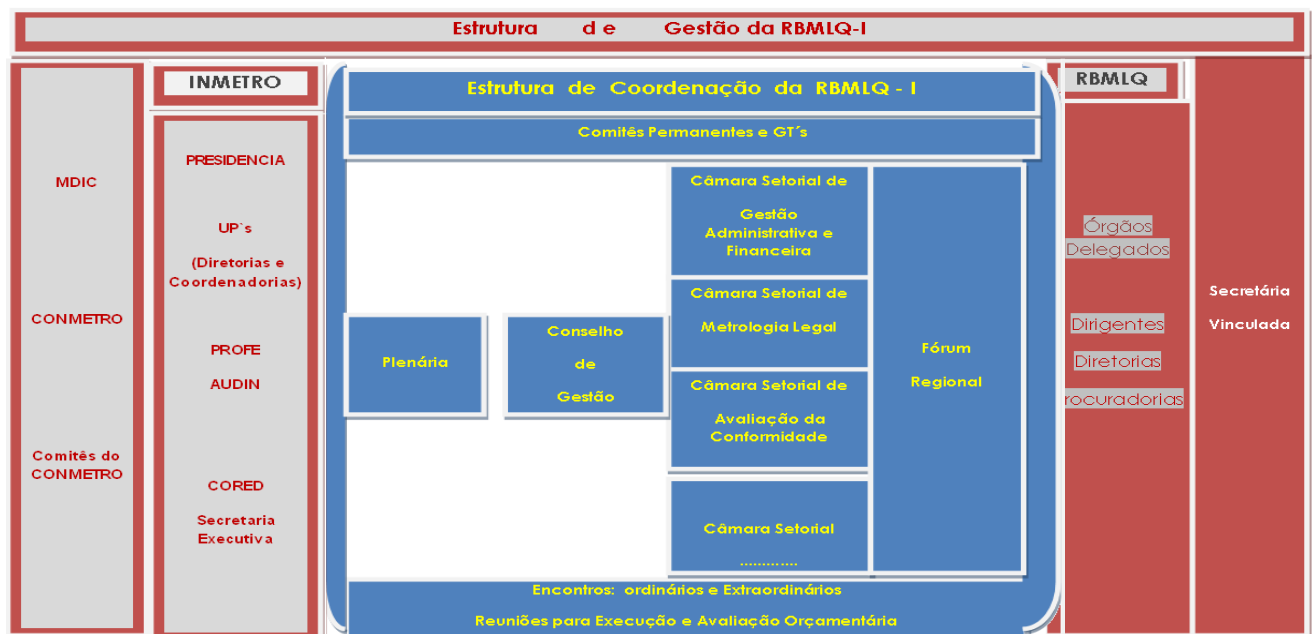 Estrutura de Gestão da RBMLQ-I
MDIC
CONMETRO
Comitês do
CONMETRO
INMETRO
PRESIDENCIA
UP`s
(Diretorias e
Coordenadorias)
PROFE
AUDIN
CORED
Secretaria
Executiva
Estrutura de Coordenação da RBMLQ - I
Comitês Permanentes e GT´s
Plenária
Conselho
de
Gestão
Câmara Setorial de
Gestão
Administrativa e
Financeira
Câmara Setorial de
Metrologia Legal
Câmara Setorial de
Avaliação da
Conformidade
Câmara Setorial
.............
Fórum
Regional
Encontros: ordinários e Extraordinários
Reuniões para Execução e Avaliação Orçamentária
RBMLQ
Órgãos
Delegados
Dirigentes
Diretorias
rocuradorias
Secretária
Vinculada